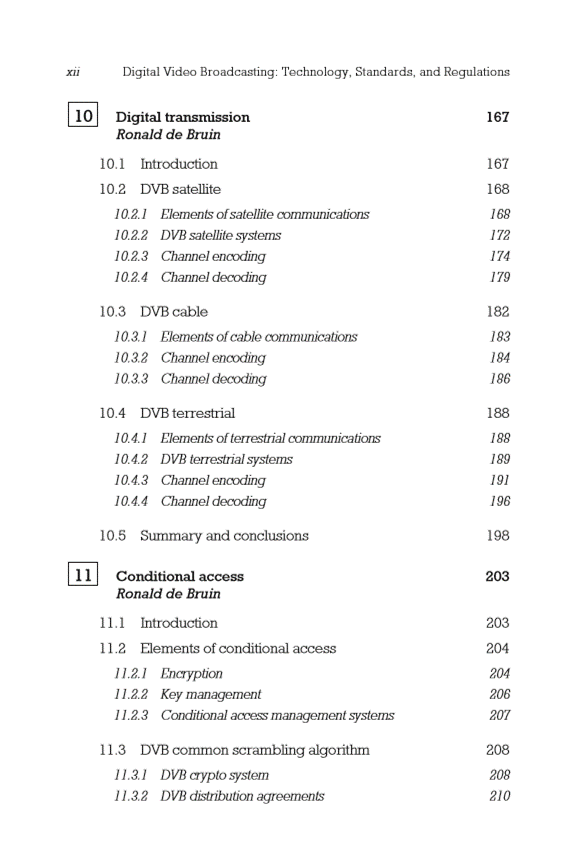 xii Digital Video Broadcasting: Technology, Standards, and Regulations
10 Digital transmission 167
Ronald de Bruin
10.1 Introduction 167
10.2 DVB satellite 168
10.2.1 Elements of satellite communications 168
10.2.2 DVB satellite systems 172
10.2.3 Channel encoding 174
10.2.4 Channel decoding 179
10.3 DVB cable 182
10.3.1 Elements of cable communications 183
10.3.2 Channel encoding 184
10.3.3 Channel decoding 186
10.4 DVB terrestrial 188
10.4.1 Elements of terrestrial communications 188
10.4.2 DVB terrestrial systems 189
10.4.3 Channel encoding 191
10.4.4 Channel decoding 196
10.5 Summary and conclusions 198
11 Conditional access 203
Ronald de Bruin
11.1 Introduction 203
11.2 Elements of conditional access 204
11.2.1 Encryption 204
11.2.2 Key management 206
11.2.3 Conditional access management systems 207
11.3 DVB common scrambling algorithm 208
11.3.1 DVB crypto system 208
11.3.2 DVB distribution agreements 210